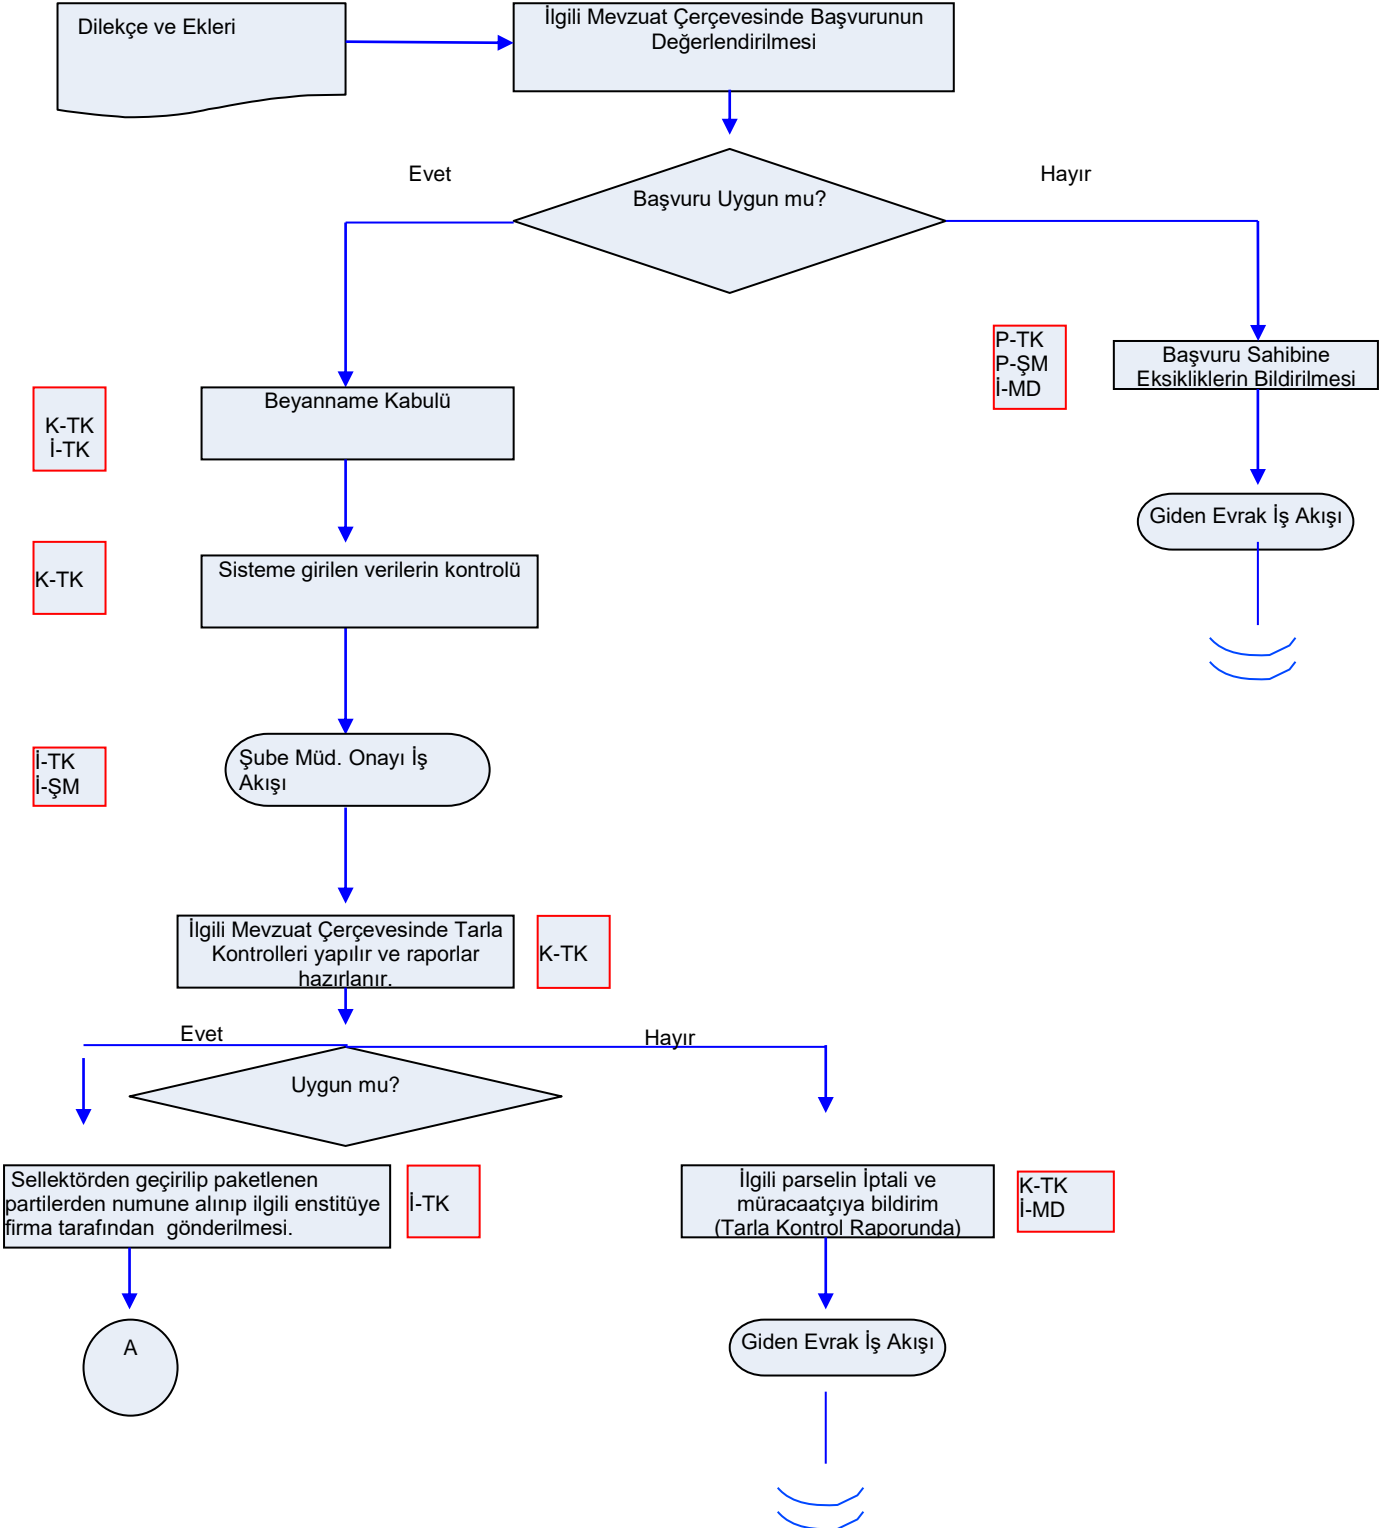 Dilekçe ve Ekleri
İlgili Mevzuat Çerçevesinde Başvurunun
Değerlendirilmesi
Evet
Hayır
Başvuru Uygun mu?
P-TK
P-ŞM
İ-MD
Başvuru Sahibine
Eksikliklerin Bildirilmesi
K-TK
İ-TK
Beyanname Kabulü
Giden Evrak İş Akışı
K-TK
Sisteme girilen verilerin kontrolü
İ-TK
İ-ŞM
Şube Müd. Onayı İş
Akışı
İlgili Mevzuat Çerçevesinde Tarla
Kontrolleri yapılır ve raporlar
hazırlanır.
K-TK
Evet
Hayır
Uygun mu?
Sellektörden geçirilip paketlenen
partilerden numune alınıp ilgili enstitüye
firma tarafından  gönderilmesi.
İ-TK
İlgili parselin İptali ve
müracaatçıya bildirim
(Tarla Kontrol Raporunda)
K-TK
İ-MD
A
Giden Evrak İş Akışı